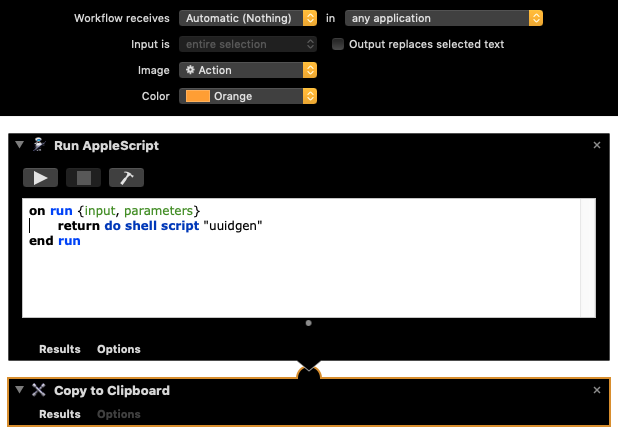 Workflow receives Automatic (Nothing) in any application
Input is entire selection Output replaces selected text
Image Action
Color Orange
Run AppleScript
on run {input, parameters}
return do shell script "uuidgen"
end run
Results Options
Copy to Clipboard
Results Options